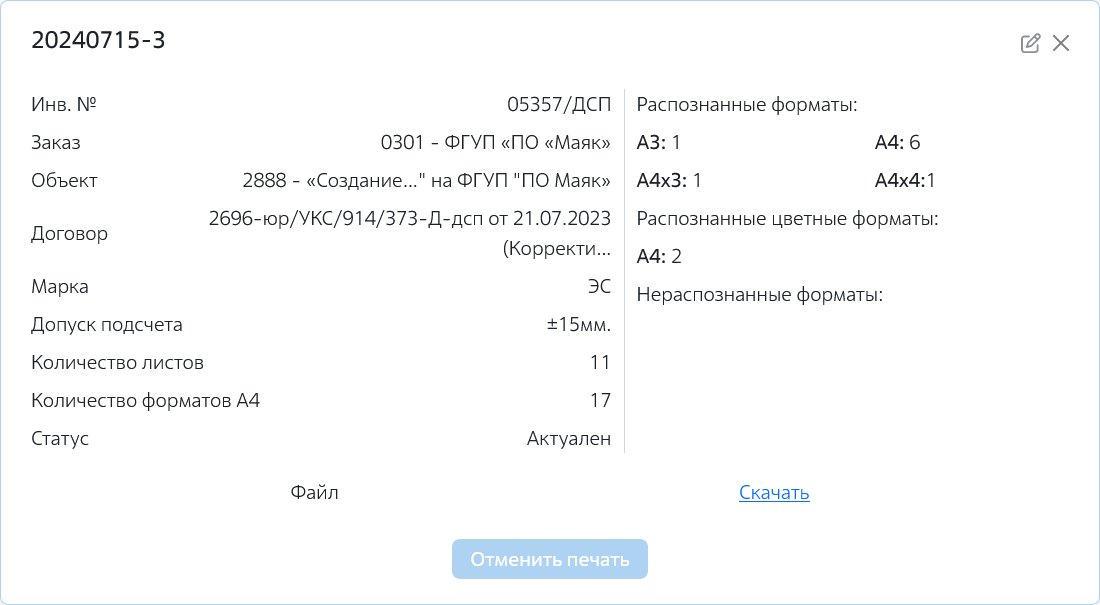 20240715-3
Инв. № 05357/ДСП
Заказ 0301 - ФГУП «ПО «Маяк»
Объект 2888 - «Создание..." на ФГУП "ПО Маяк»
Договор 2696-юр/УКС/914/373-Д-дсп от 21.07.2023
(Корректи...
Марка ЭС
Допуск подсчета ±15мм.
Количество листов 11
Количество форматов А4 17
Статус Актуален
Распознанные форматы:
А3: 1 А4: 6
А4х3: 1 А4х4:1
Распознанные цветные форматы:
А4: 2
Нераспознанные форматы:
Файл Скачать
Отменить печать